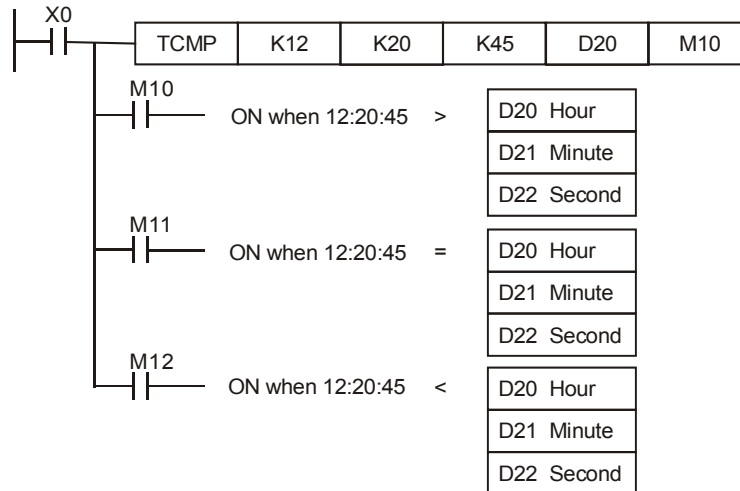 X0
TCMP K12 K20 K45 D20 M10
M10
ON when 12:20:45 > D20 Hour
D21 Minute
D22 Second
M11
ON when 12:20:45 = D20 Hour
D21 Minute
D22 Second
M12
ON when 12:20:45 < D20 Hour
D21 Minute
D22 Second